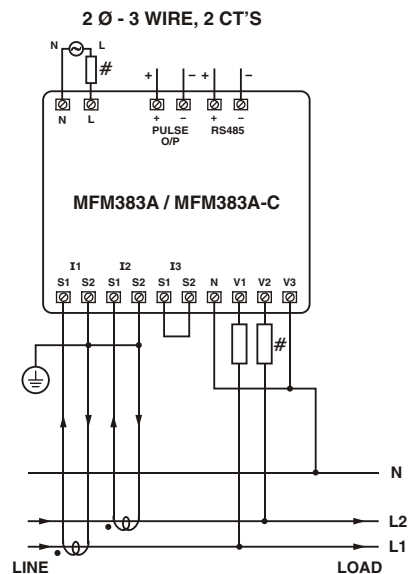 2 Ø - 3 WIRE, 2 CT'S
N L
#
+ – + –
N L + – + –
PULSE O/P RS485
MFM383A / MFM383A-C
I1 I2 I3
S1 S2 S1 S2 S1 S2 N V1 V2 V3
#
N
L2
L1
LINE LOAD